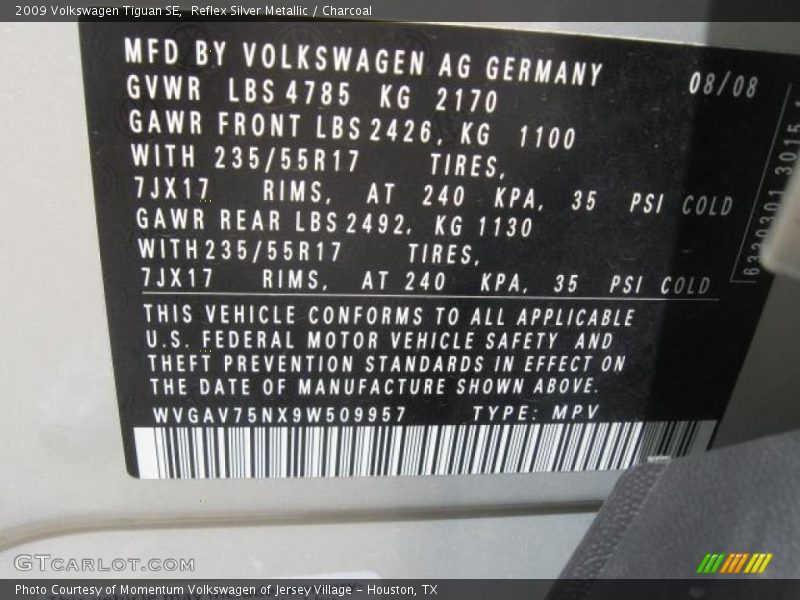 2009 Volkswagen Tiguan SE, Reflex Silver Metallic / Charcoal
MFD BY VOLKSWAGEN AG GERMANY 08/08
GVWR LBS 4785 KG 2170
GAWR FRONT LBS 2426, KG 1100
WITH 235/55R17 TIRES,
7JX17 RIMS, AT 240 KPA, 35 PSI COLD
GAWR REAR LBS 2492, KG 1130
WITH 235/55R17 TIRES,
7JX17 RIMS, AT 240 KPA, 35 PSI COLD
THIS VEHICLE CONFORMS TO ALL APPLICABLE
U.S. FEDERAL MOTOR VEHICLE SAFETY AND
THEFT PREVENTION STANDARDS IN EFFECT ON
THE DATE OF MANUFACTURE SHOWN ABOVE.
WVGAV75NX9W509957 TYPE: MPV
GTCARLOT.COM
Photo Courtesy of Momentum Volkswagen of Jersey Village - Houston, TX